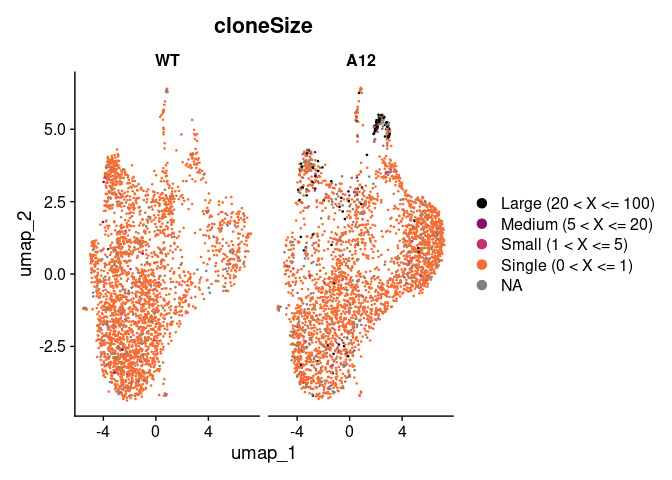 cloneSize
WT
A12
5.0
2.5
0.0
-2.5
umap_2
-4
0
4
-4
0
4
umap_1
Large (20 < X <= 100)
Medium (5 < X <= 20)
Small (1 < X <= 5)
Single (0 < X <= 1)
NA